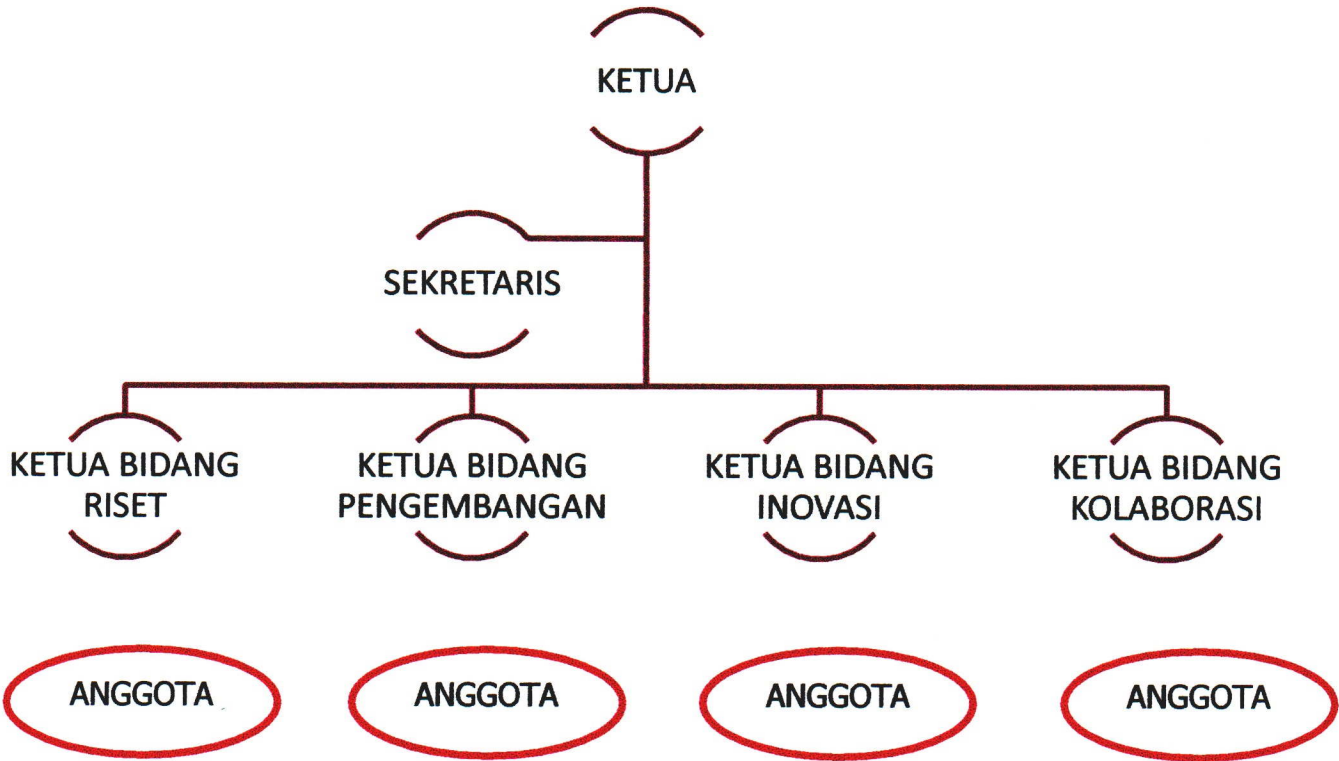 KETUA
SEKRETARIS
KETUA BIDANG
RISET
KETUA BIDANG
PENGEMBANGAN
KETUA BIDANG
INOVASI
KETUA BIDANG
KOLABORASI
ANGGOTA
ANGGOTA
ANGGOTA
ANGGOTA